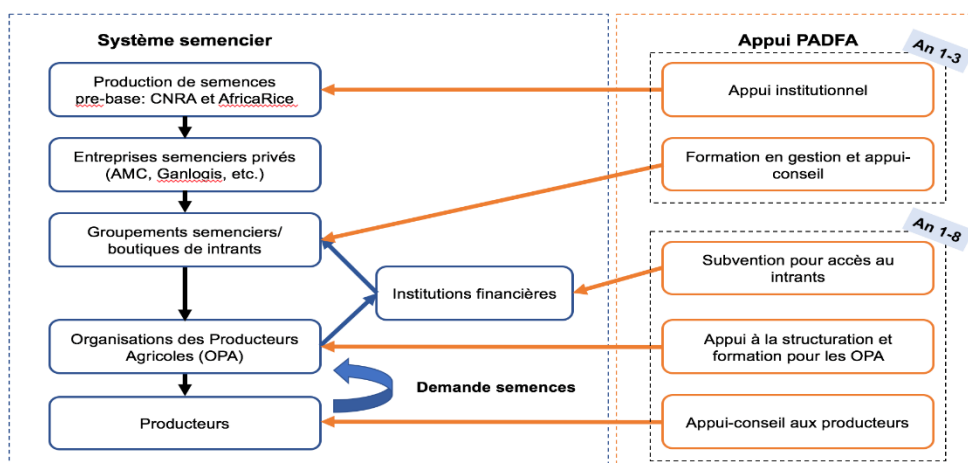 Système semencier
Production de semences
pre-base: CNRA et AfricaRice
Entreprises semenciers privés
(AMC, Ganlogis, etc.)
Groupements semenciers/
boutiques de intrants
Institutions financières
Organisations des Producteurs
Agricoles (OPA)
Demande semences
Producteurs
Appui PADFA
An 1-3
Appui institutionnel
Formation en gestion et appui-
conseil
An 1-8
Subvention pour accès au
intrants
Appui à la structuration et
formation pour les OPA
Appui-conseil aux producteurs